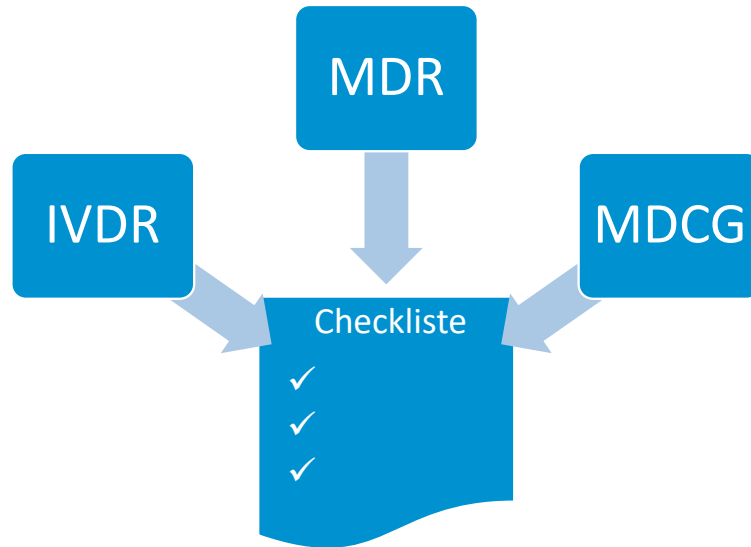 MDR
IVDR
MDCG
Checkliste
✓
✓
✓